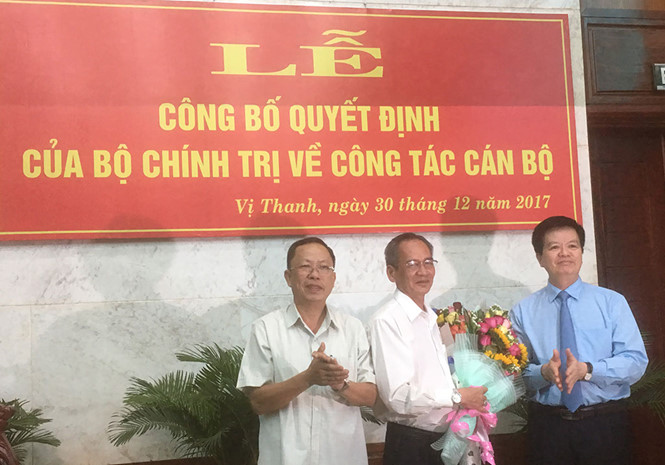 LỄ
CÔNG BỐ QUYẾT ĐỊNH
CỦA BỘ CHÍNH TRỊ VỀ CÔNG TÁC CÁN BỘ
Vị Thanh, ngày 30 tháng 12 năm 2017